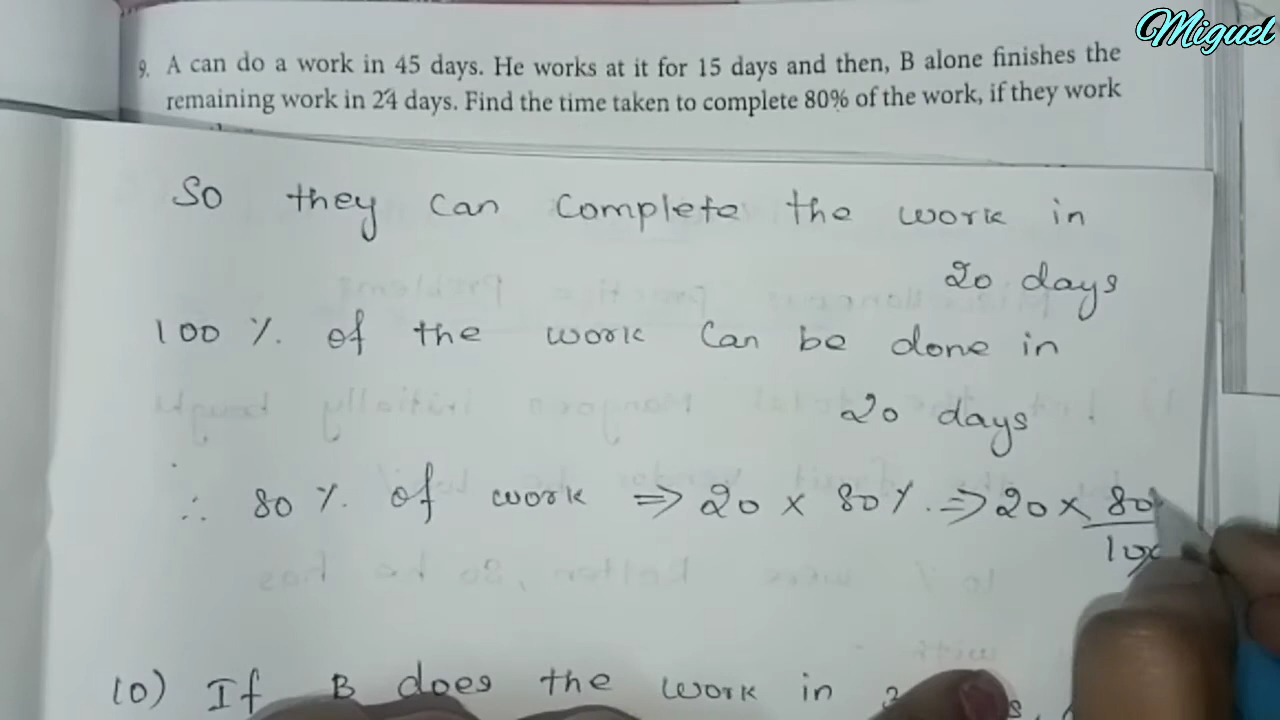 Miguel
9. A can do a work in 45 days. He works at it for 15 days and then, B alone finishes the
remaining work in 24 days. Find the time taken to complete 80% of the work, if they work
So they can complete the work in
20 days
100 % of the work can be done in
20 days
∴ 80 % of work ⇒ 20 × 80 % . ⇒ 20 × 80/100
10) If B does the work in 3